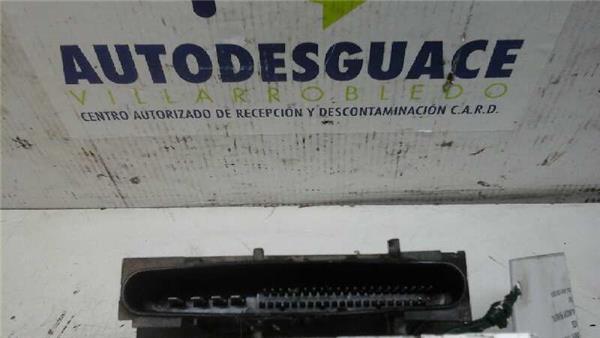 AUTODESGUACE
VILLARROBLEDO
CENTRO AUTORIZADO DE RECEPCIÓN Y DESCONTAMINACIÓN C.A.R.D.